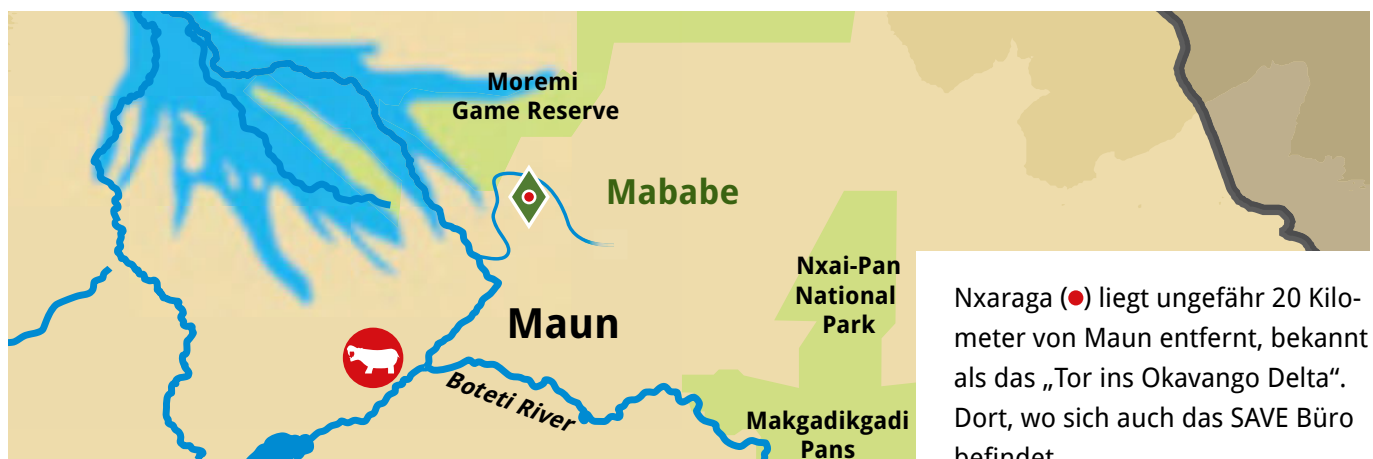 Moremi
Game Reserve
Mababe
Nxai-Pan
National
Park
Maun
Boteti River
Makgadikgadi
Pans
Nxaraga (●) liegt ungefähr 20 Kilo-
meter von Maun entfernt, bekannt
als das „Tor ins Okavango Delta“.
Dort, wo sich auch das SAVE Büro
befindet